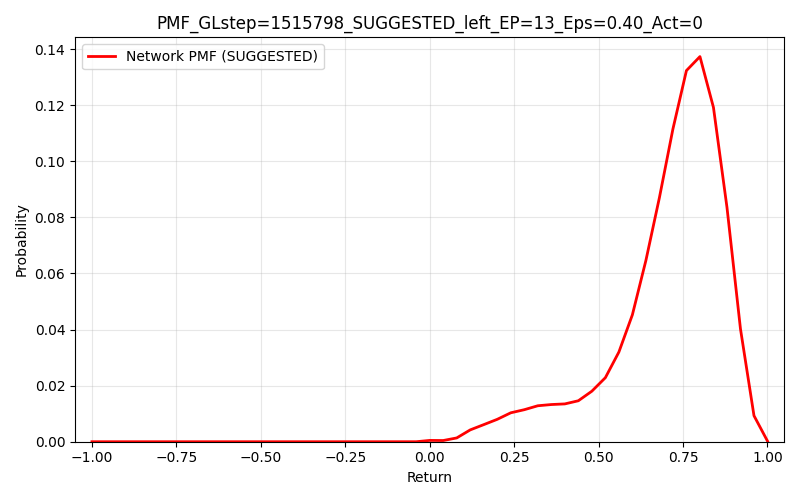 PMF_GLstep=1515798_SUGGESTED_left_EP=13_Eps=0.40_Act=0
Network PMF (SUGGESTED)
0.14
0.12
0.10
0.08
0.06
0.04
0.02
0.00
Probability
−1.00 −0.75 −0.50 −0.25 0.00 0.25 0.50 0.75 1.00
Return